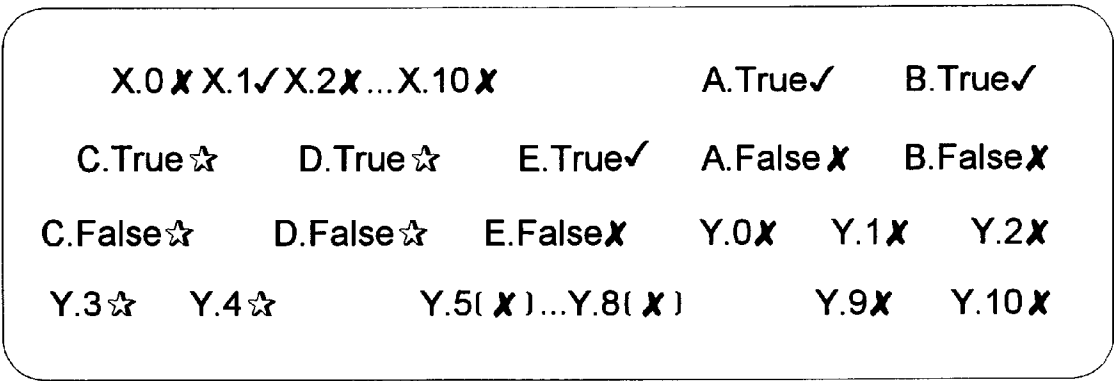 X.0✘ X.1✓ X.2✘...X.10✘ A.True✓ B.True✓
C.True☆ D.True☆ E.True✓ A.False✘ B.False✘
C.False☆ D.False☆ E.False✘ Y.0✘ Y.1✘ Y.2✘
Y.3☆ Y.4☆ Y.5(✘)...Y.8(✘) Y.9✘ Y.10✘